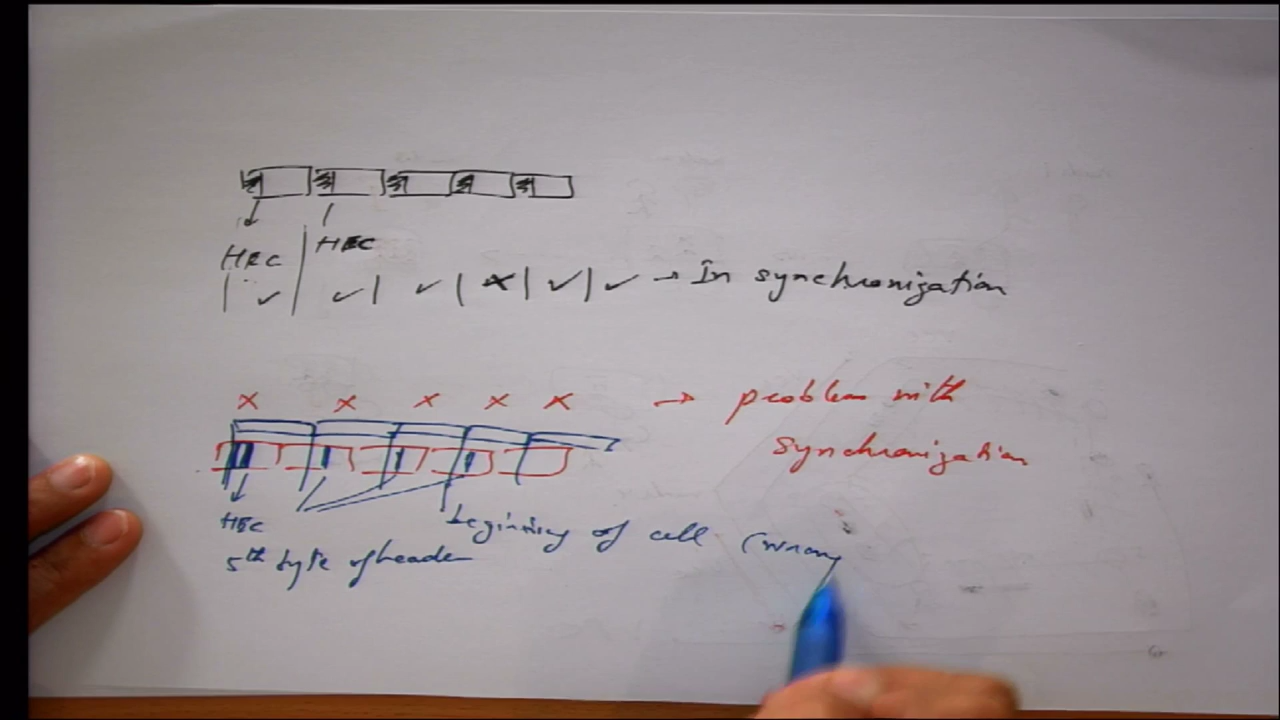 HEC | HEC
| ✓ | ✓ | ✓ | ✗ | ✓ | ✓ → In synchronization
x x x x x → problem with
synchronization
HEC
beginning of cell (wrong
5th byte of header